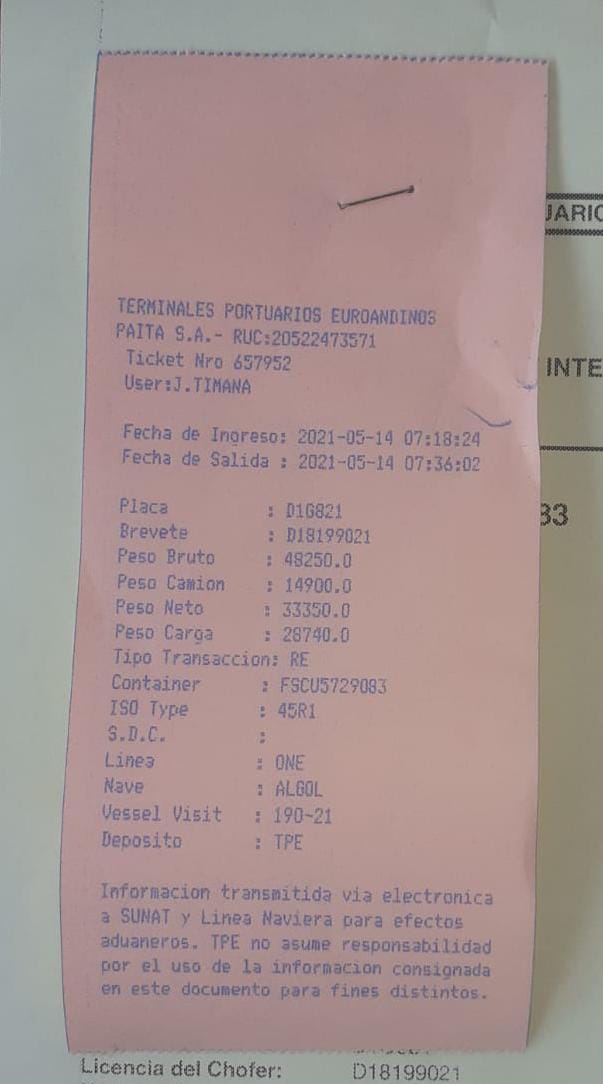 UARIO
TERMINALES PORTUARIOS EUROANDINOS
PAITA S.A.- RUC:20522473571
Ticket Nro 657952
INTE
User:J.TIMANA
Fecha de Ingreso: 2021-05-14 07:18:24
Fecha de Salida : 2021-05-14 07:36:02
Placa : D1G821
33
Brevete : D18199021
Peso Bruto : 48250.0
Peso Camion : 14900.0
Peso Neto : 33350.0
Peso Carga : 28740.0
Tipo Transaccion: RE
Container : FSCU5729083
ISO Type : 45R1
S.D.C. :
Linea : ONE
Nave : ALGOL
Vessel Visit : 190-21
Deposito : TPE
Informacion transmitida via electronica
a SUNAT y Linea Naviera para efectos
aduaneros. TPE no asume responsabilidad
por el uso de la informacion consignada
en este documento para fines distintos.
Licencia del Chofer: D18199021